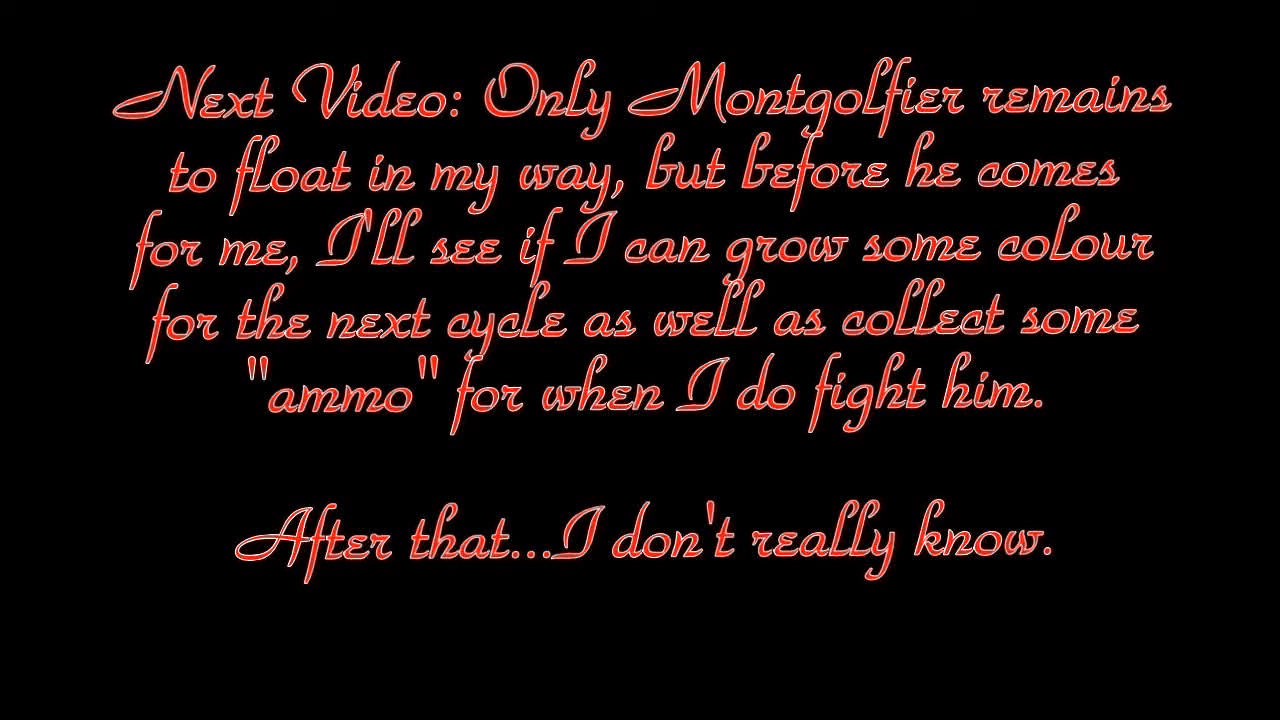 Next Video: Only Montgolfier remains
to float in my way, but before he comes
for me, I'll see if I can grow some colour
for the next cycle as well as collect some
"ammo" for when I do fight him.
After that...I don't really know.